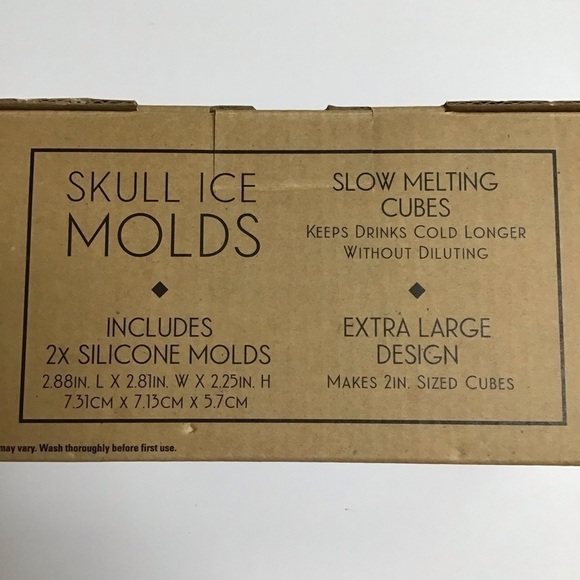 SKULL ICE
MOLDS
INCLUDES
2X SILICONE MOLDS
2.88IN. L X 2.81IN. W X 2.25IN. H
7.31CM X 7.13CM X 5.7CM
SLOW MELTING
CUBES
KEEPS DRINKS COLD LONGER
WITHOUT DILUTING
EXTRA LARGE
DESIGN
MAKES 2IN. SIZED CUBES
may vary. Wash thoroughly before first use.